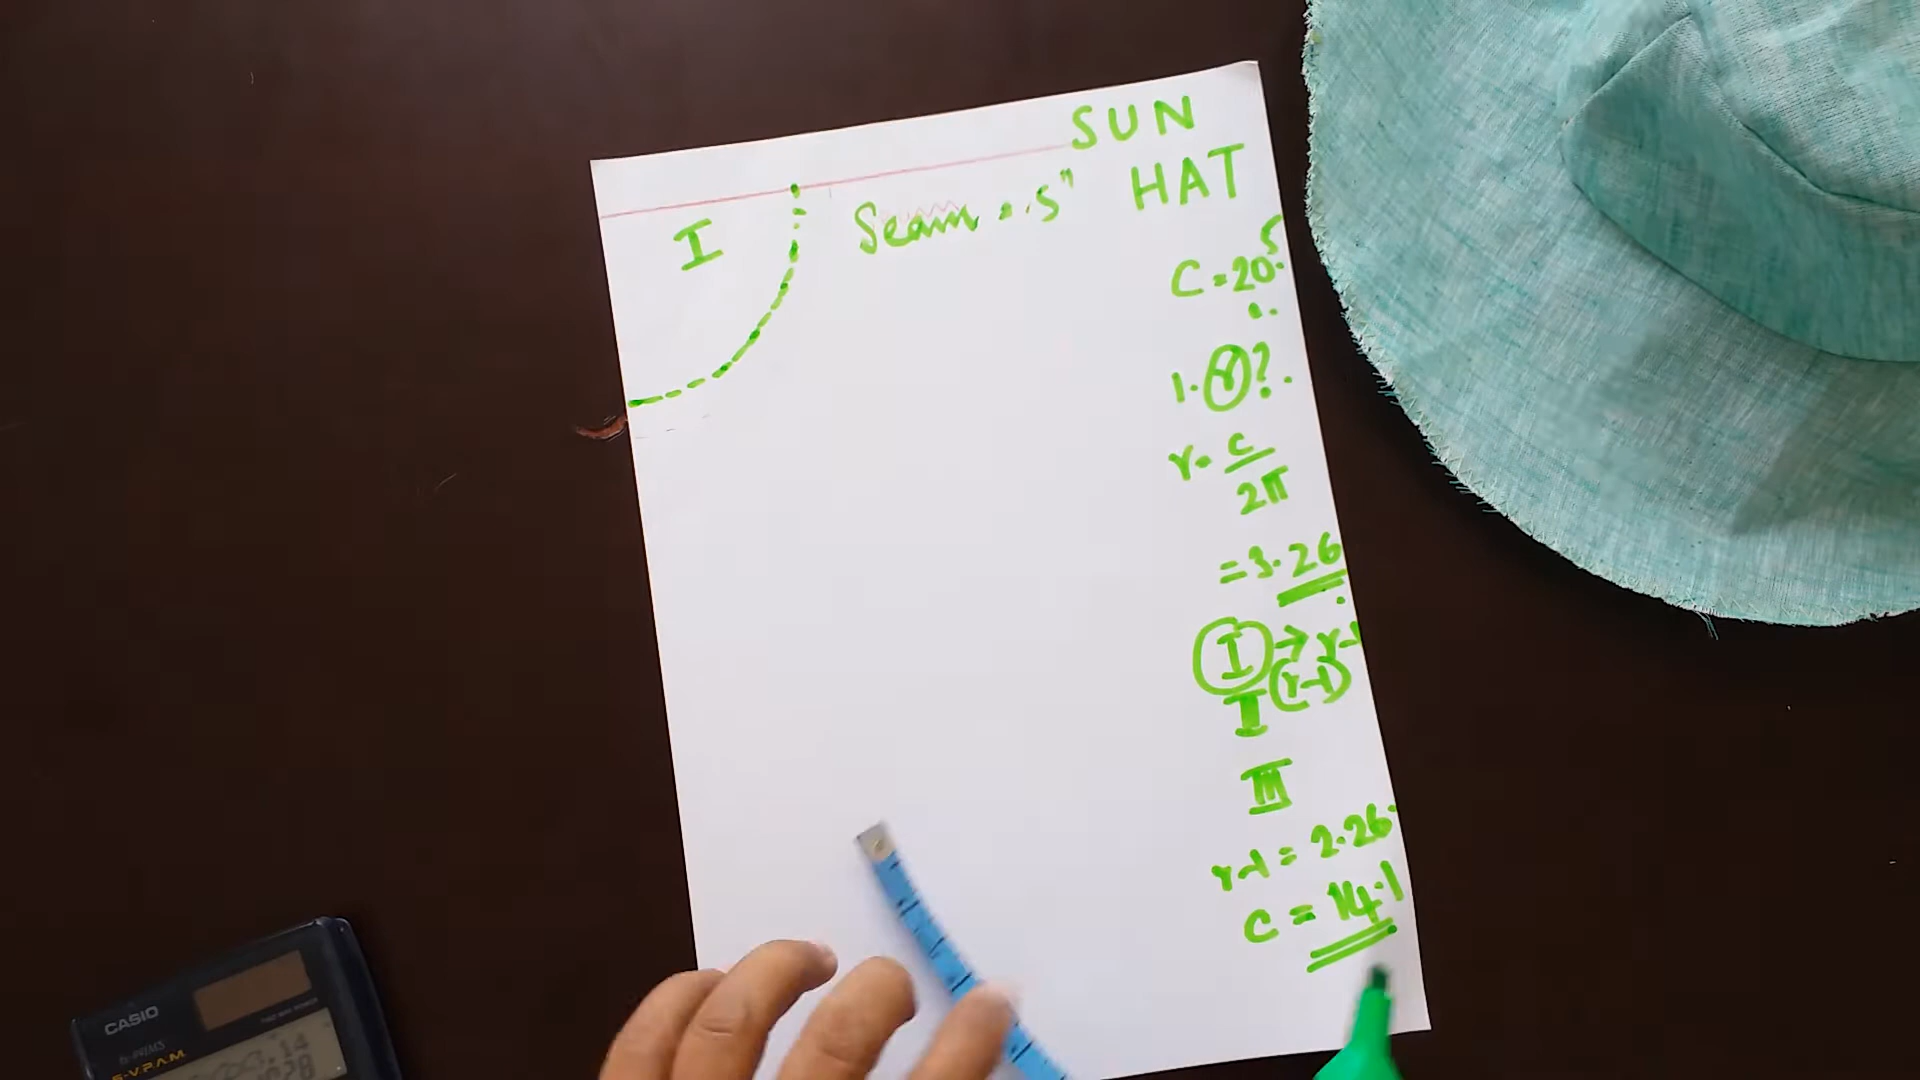 SUN
HAT
I
Seam = .5"
C = 20.5
1. r?
r = c
2π
= 3.26
I → r-1
II (r-1)
III
r-1 = 2.26
C = 14.1
CASIO
S-V.P.A.M.